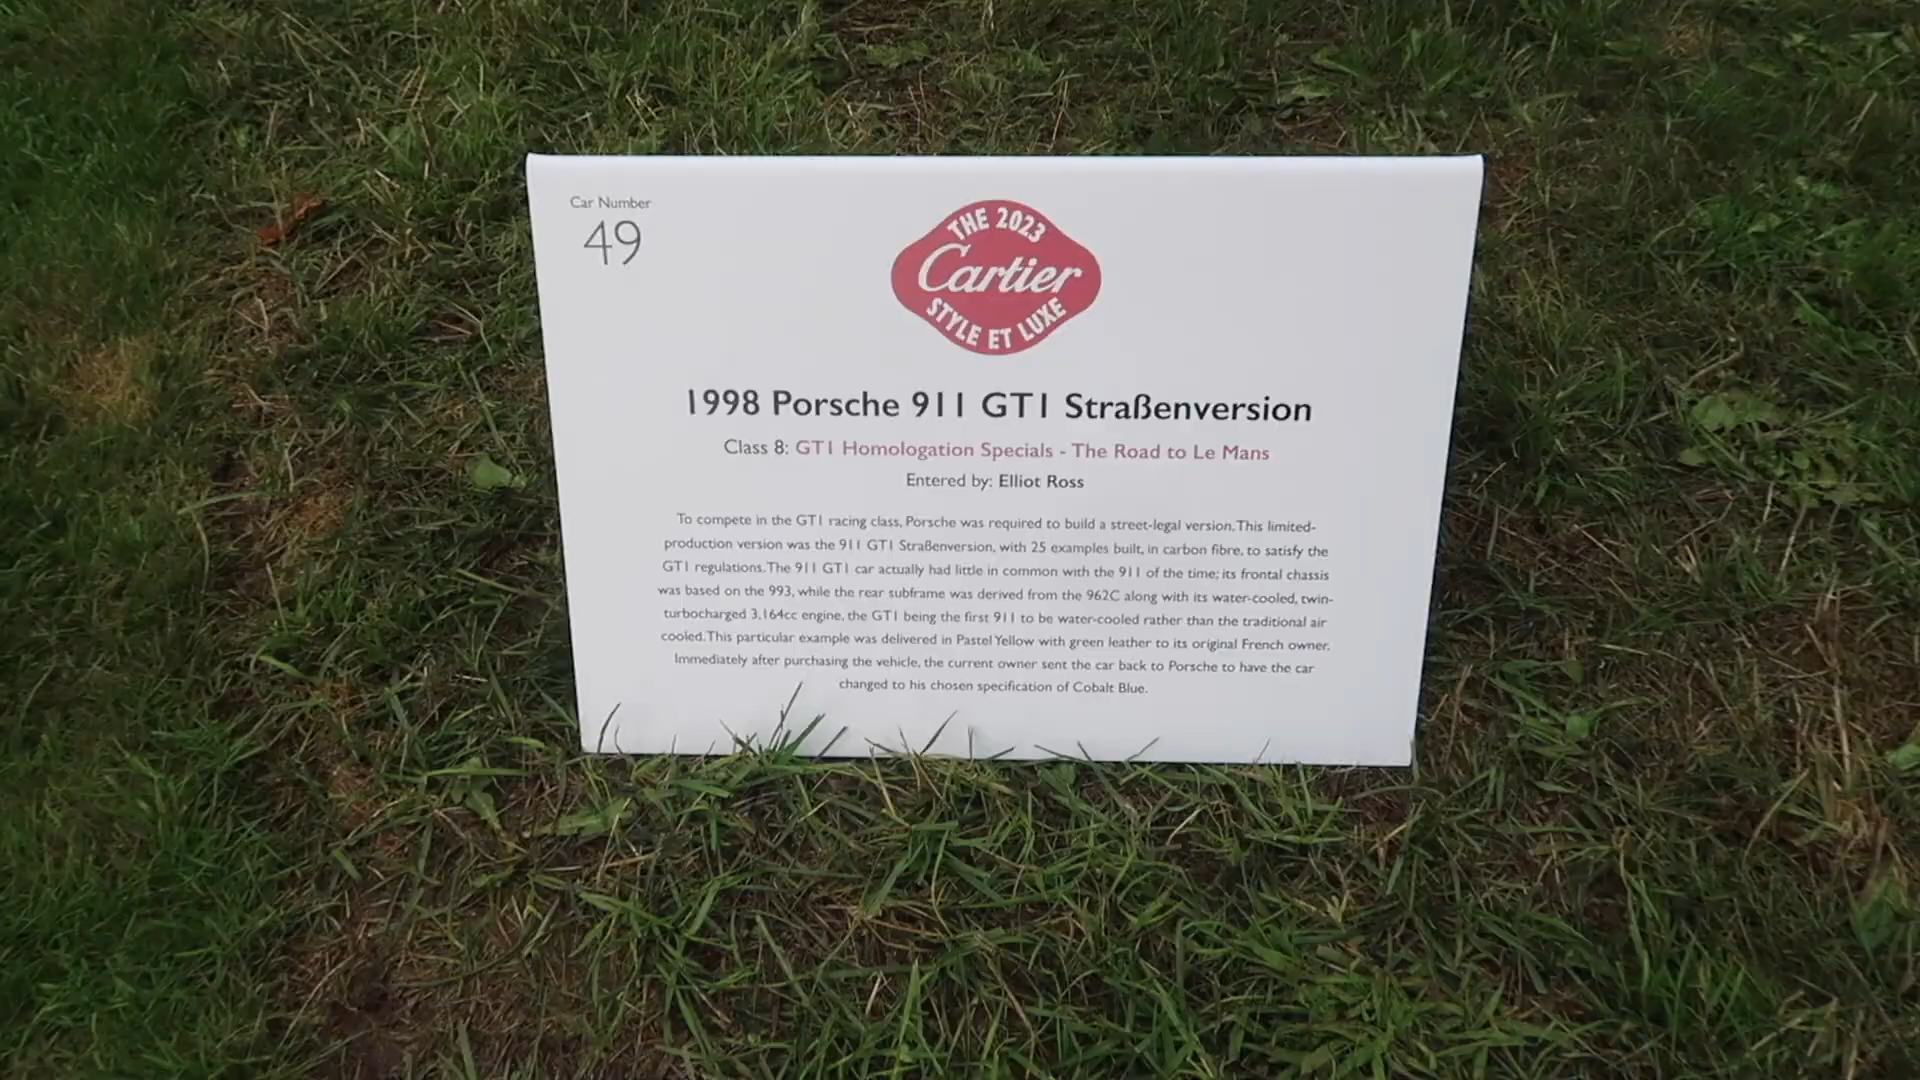 Car Number
49
THE 2023
Cartier
STYLE ET LUXE
1998 Porsche 911 GT1 Straßenversion
Class 8: GT1 Homologation Specials - The Road to Le Mans
Entered by: Elliot Ross
To compete in the GT1 racing class, Porsche was required to build a street-legal version. This limited-
production version was the 911 GT1 Straßenversion, with 25 examples built, in carbon fibre, to satisfy the
GT1 regulations. The 911 GT1 car actually had little in common with the 911 of the time; its frontal chassis
was based on the 993, while the rear subframe was derived from the 962C along with its water-cooled, twin-
turbocharged 3,164cc engine, the GT1 being the first 911 to be water-cooled rather than the traditional air
cooled. This particular example was delivered in Pastel Yellow with green leather to its original French owner.
Immediately after purchasing the vehicle, the current owner sent the car back to Porsche to have the car
changed to his chosen specification of Cobalt Blue.